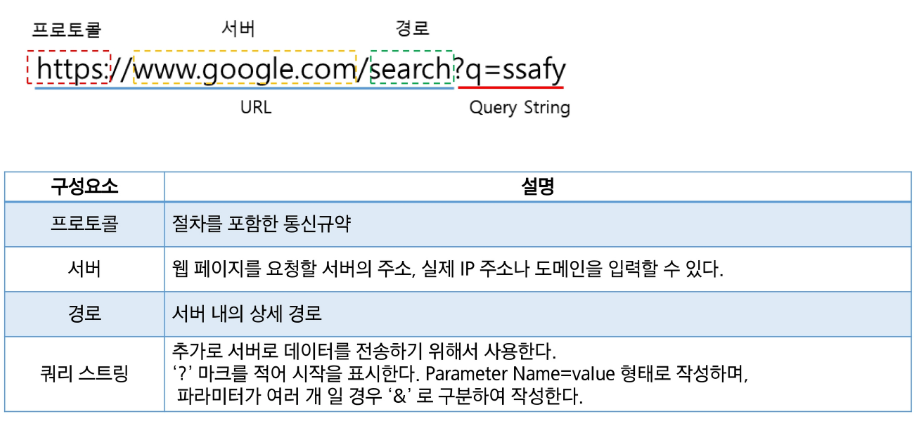 프로토콜 서버 경로
https://www.google.com/search?q=ssafy
URL Query String
구성요소 설명
프로토콜 절차를 포함한 통신규약
서버 웹 페이지를 요청할 서버의 주소, 실제 IP 주소나 도메인을 입력할 수 있다.
경로 서버 내의 상세 경로
쿼리 스트링 추가로 서버로 데이터를 전송하기 위해서 사용한다.
‘?’ 마크를 적어 시작을 표시한다. Parameter Name=value 형태로 작성하며,
파라미터가 여러 개 일 경우 ‘&’ 로 구분하여 작성한다.